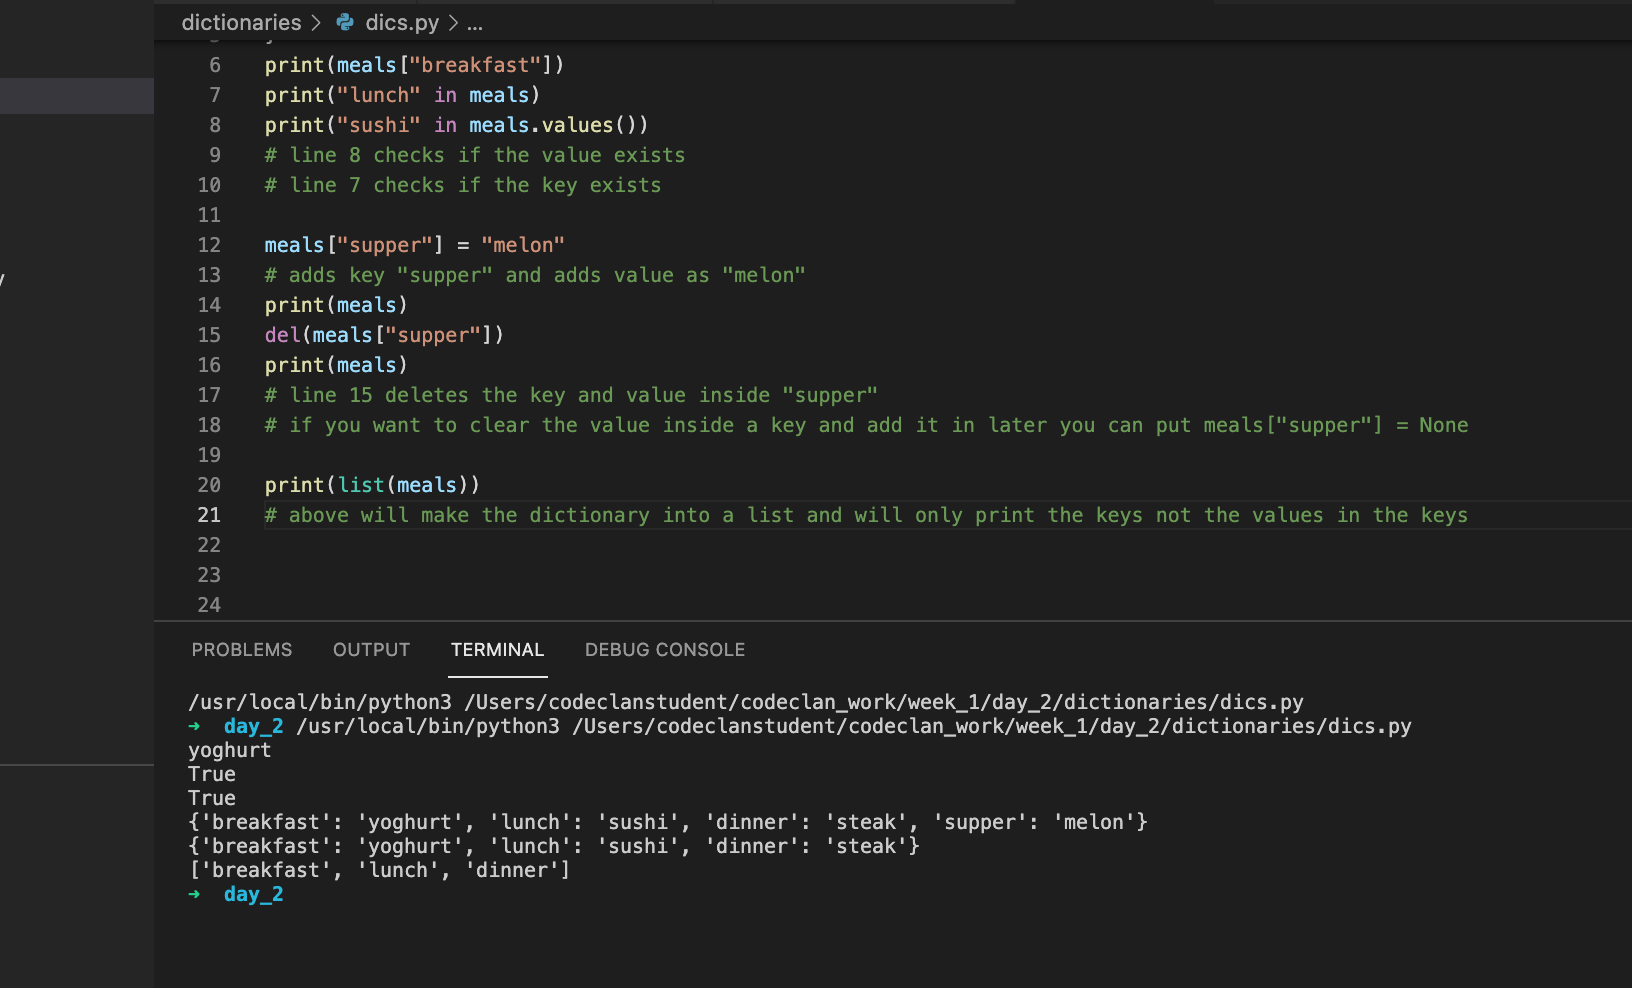 dictionaries > dics.py > ...
6 print(meals["breakfast"])
7 print("lunch" in meals)
8 print("sushi" in meals.values())
9 # line 8 checks if the value exists
10 # line 7 checks if the key exists
11
12 meals["supper"] = "melon"
13 # adds key "supper" and adds value as "melon"
14 print(meals)
15 del(meals["supper"])
16 print(meals)
17 # line 15 deletes the key and value inside "supper"
18 # if you want to clear the value inside a key and add it in later you can put meals["supper"] = None
19
20 print(list(meals))
21 # above will make the dictionary into a list and will only print the keys not the values in the keys
22
23
24
PROBLEMS OUTPUT TERMINAL DEBUG CONSOLE
/usr/local/bin/python3 /Users/codeclanstudent/codeclan_work/week_1/day_2/dictionaries/dics.py
➜ day_2 /usr/local/bin/python3 /Users/codeclanstudent/codeclan_work/week_1/day_2/dictionaries/dics.py
yoghurt
True
True
{'breakfast': 'yoghurt', 'lunch': 'sushi', 'dinner': 'steak', 'supper': 'melon'}
{'breakfast': 'yoghurt', 'lunch': 'sushi', 'dinner': 'steak'}
['breakfast', 'lunch', 'dinner']
➜ day_2